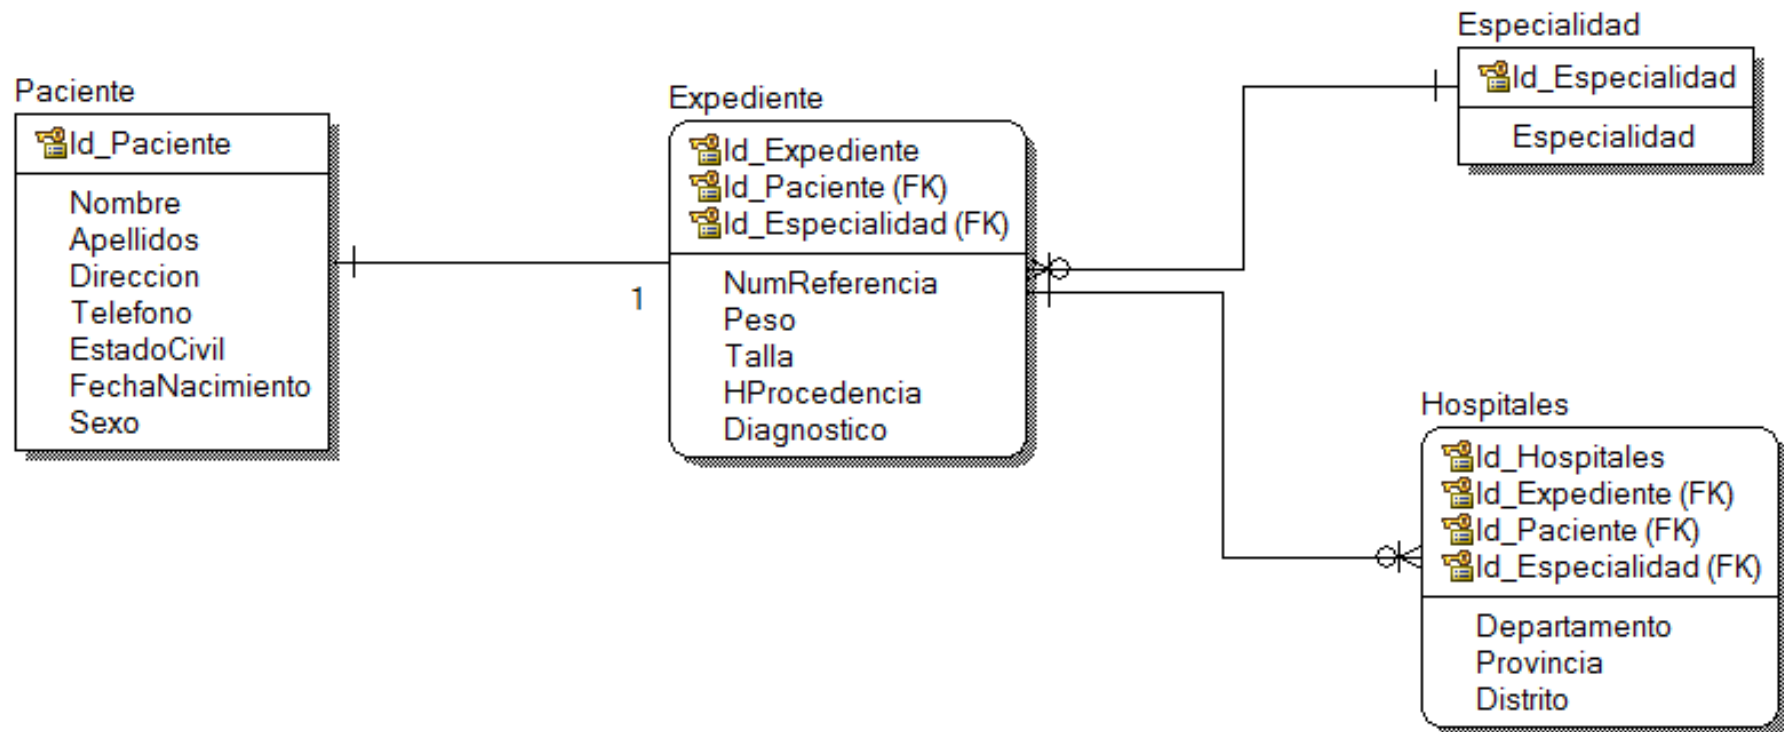 Paciente
Id_Paciente
Nombre
Apellidos
Direccion
Telefono
EstadoCivil
FechaNacimiento
Sexo
1
Expediente
Id_Expediente
Id_Paciente (FK)
Id_Especialidad (FK)
NumReferencia
Peso
Talla
HProcedencia
Diagnostico
Especialidad
Id_Especialidad
Especialidad
Hospitales
Id_Hospitales
Id_Expediente (FK)
Id_Paciente (FK)
Id_Especialidad (FK)
Departamento
Provincia
Distrito